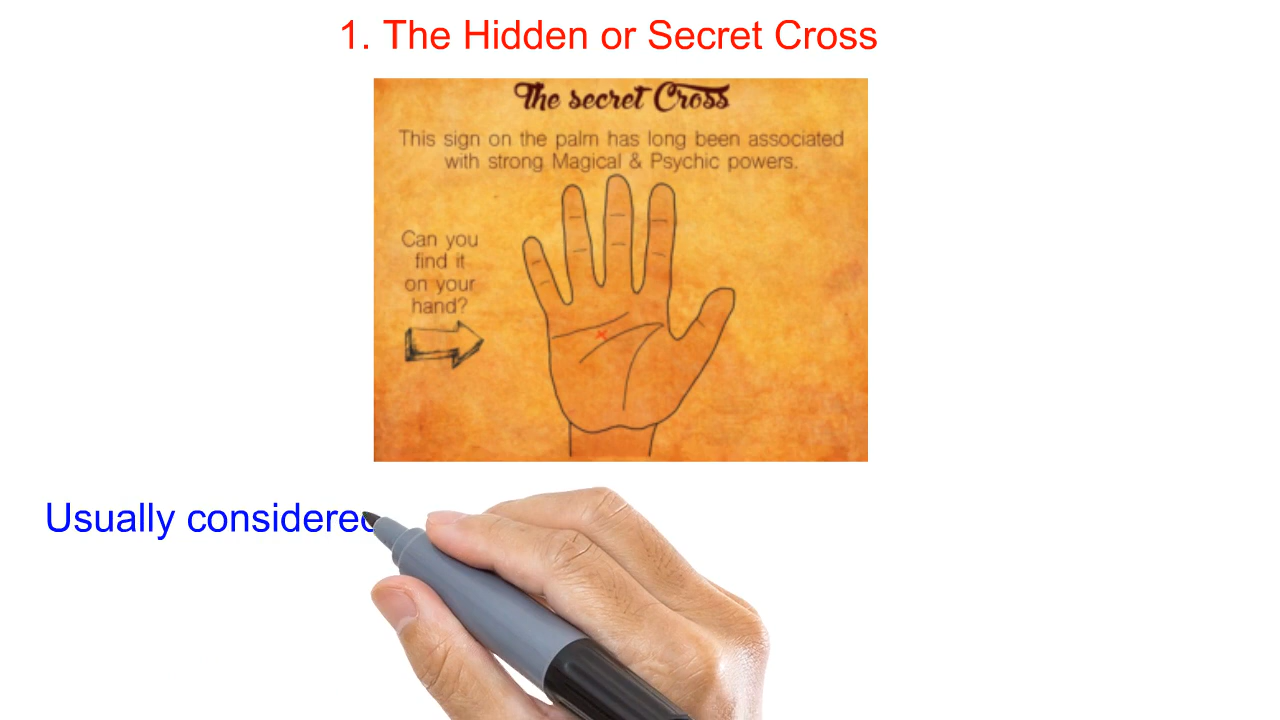 1. The Hidden or Secret Cross
The secret Cross
This sign on the palm has long been associated
with strong Magical & Psychic powers.
Can you
find it
on your
hand?
Usually considered